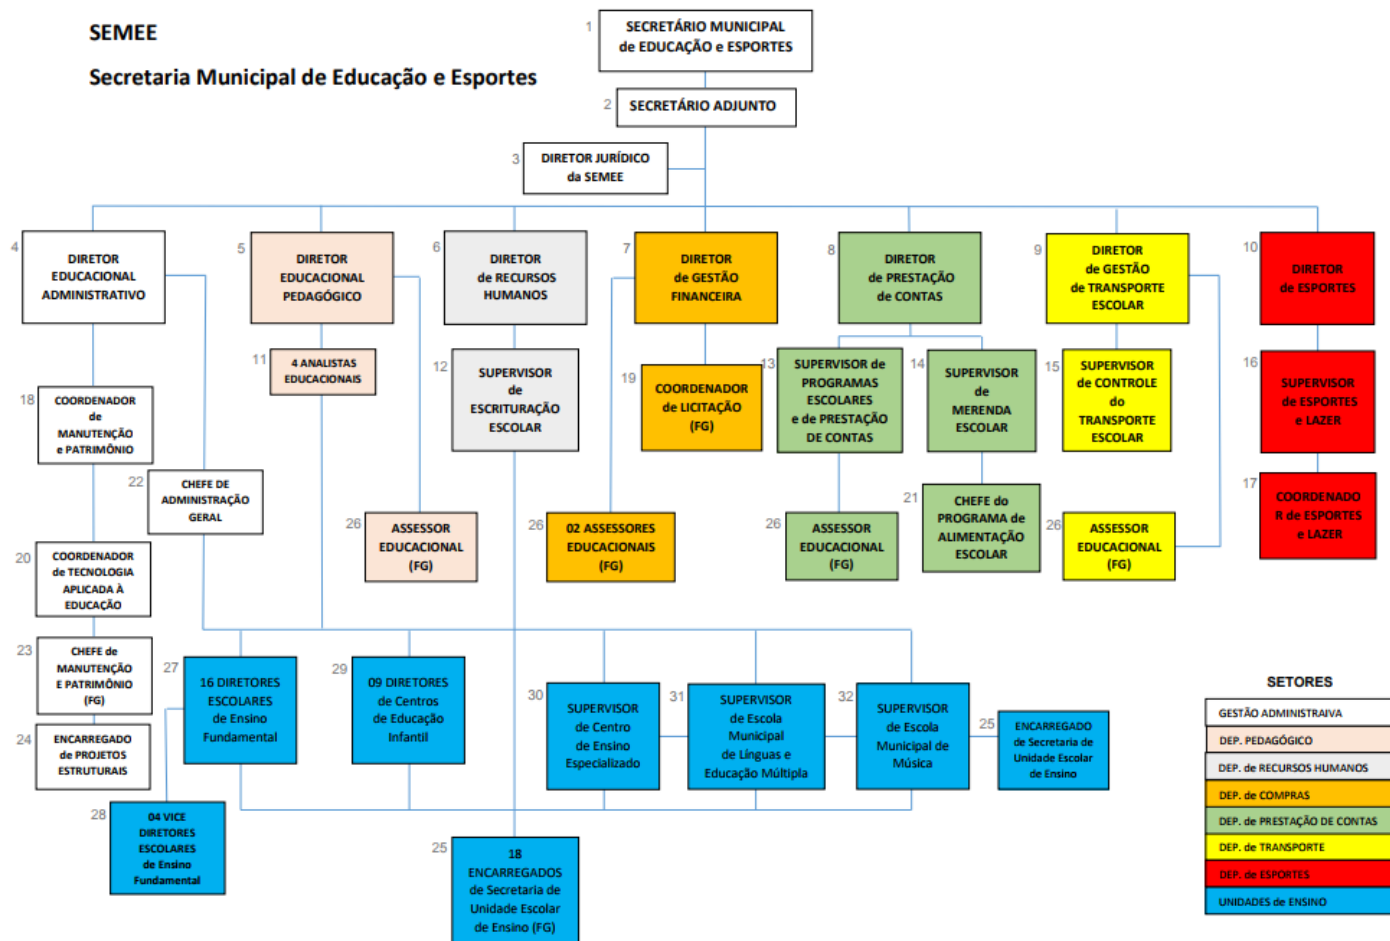 SEMEE
Secretaria Municipal de Educação e Esportes
1
SECRETÁRIO MUNICIPAL
de EDUCAÇÃO e ESPORTES
2
SECRETÁRIO ADJUNTO
3
DIRETOR JURÍDICO
da SEMEE
4
DIRETOR
EDUCACIONAL
ADMINISTRATIVO
5
DIRETOR
EDUCACIONAL
PEDAGÓGICO
6
DIRETOR
de RECURSOS
HUMANOS
7
DIRETOR
de GESTÃO
FINANCEIRA
8
DIRETOR
de PRESTAÇÃO
de CONTAS
9
DIRETOR
de GESTÃO
de TRANSPORTE
ESCOLAR
10
DIRETOR
de ESPORTES
11
4 ANALISTAS
EDUCACIONAIS
12
SUPERVISOR
de
ESCRITURAÇÃO
ESCOLAR
19
COORDENADOR
de LICITAÇÃO
(FG)
13
SUPERVISOR de
PROGRAMAS
ESCOLARES
e de PRESTAÇÃO
DE CONTAS
14
SUPERVISOR
de
MERENDA
ESCOLAR
15
SUPERVISOR
de CONTROLE
do
TRANSPORTE
ESCOLAR
16
SUPERVISOR
de ESPORTES
e LAZER
18
COORDENADOR
de
MANUTENÇÃO
e PATRIMÔNIO
22
CHEFE DE
ADMINISTRAÇÃO
GERAL
26
ASSESSOR
EDUCACIONAL
(FG)
26
02 ASSESSORES
EDUCACIONAIS
(FG)
26
ASSESSOR
EDUCACIONAL
(FG)
21
CHEFE do
PROGRAMA de
ALIMENTAÇÃO
ESCOLAR
26
ASSESSOR
EDUCACIONAL
(FG)
17
COORDENADO
R de ESPORTES
e LAZER
20
COORDENADOR
de TECNOLOGIA
APLICADA À
EDUCAÇÃO
23
CHEFE de
MANUTENÇÃO
E PATRIMÔNIO
(FG)
24
ENCARREGADO
de PROJETOS
ESTRUTURAIS
27
16 DIRETORES
ESCOLARES
de Ensino
Fundamental
29
09 DIRETORES
de Centros
de Educação
Infantil
30
SUPERVISOR
de Centro
de Ensino
Especializado
31
SUPERVISOR
de Escola
Municipal
de Línguas e
Educação Múltipla
32
SUPERVISOR
de Escola
Municipal de
Música
25
ENCARREGADO
de Secretaria de
Unidade Escolar
de Ensino
28
04 VICE
DIRETORES
ESCOLARES
de Ensino
Fundamental
25
18
ENCARREGADOS
de Secretaria de
Unidade Escolar
de Ensino (FG)
SETORES
GESTÃO ADMINISTRAIVA
DEP. PEDAGÓGICO
DEP. de RECURSOS HUMANOS
DEP. de COMPRAS
DEP. de PRESTAÇÃO DE CONTAS
DEP. de TRANSPORTE
DEP. de ESPORTES
UNIDADES de ENSINO